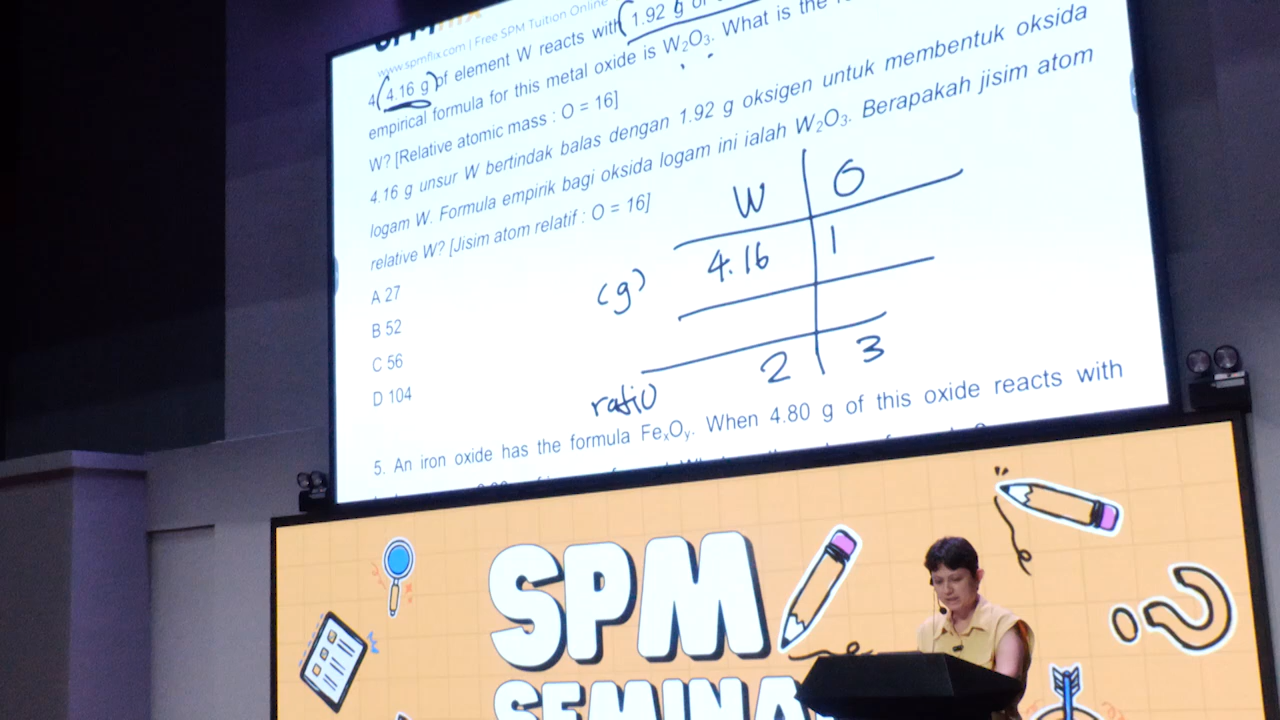 www.spmflix.com | Free SPM Tuition Online
4. 4.16 g of element W reacts with 1.92 g of
empirical formula for this metal oxide is W₂O₃. What is the
W? [Relative atomic mass : O = 16]
4.16 g unsur W bertindak balas dengan 1.92 g oksigen untuk membentuk oksida
logam W. Formula empirik bagi oksida logam ini ialah W₂O₃. Berapakah jisim atom
relative W? [Jisim atom relatif : O = 16]
A 27
B 52
C 56
D 104
W O
(g) 4.16 1
ratio 2 3
5. An iron oxide has the formula FeₓOᵧ. When 4.80 g of this oxide reacts with
SPM
SEMINA